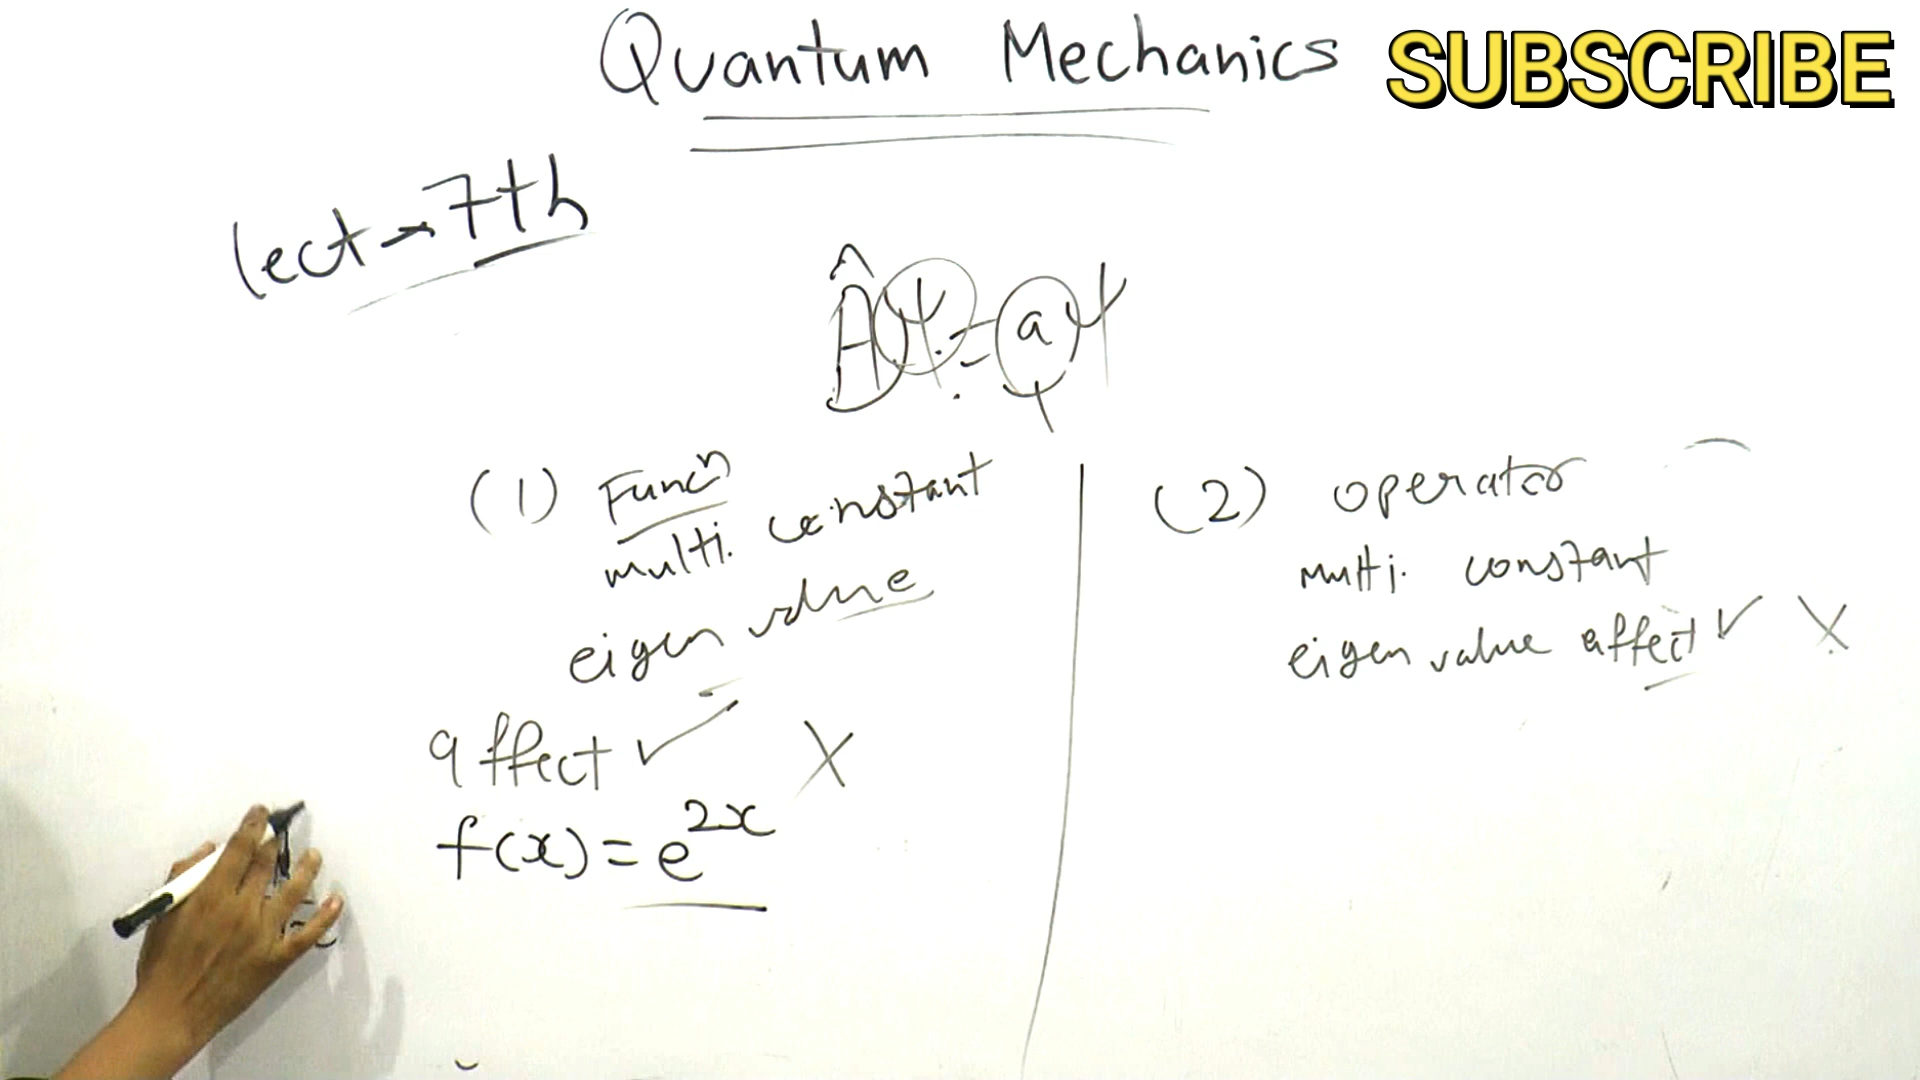 Quantum Mechanics
SUBSCRIBE
lect → 7th
Âψ = aψ
(1) Funcⁿ
multi. constant
eigen value
affect ✓ X
f(x) = e^{2x}
(2) operator
multi. constant
eigen value affect ✓ X